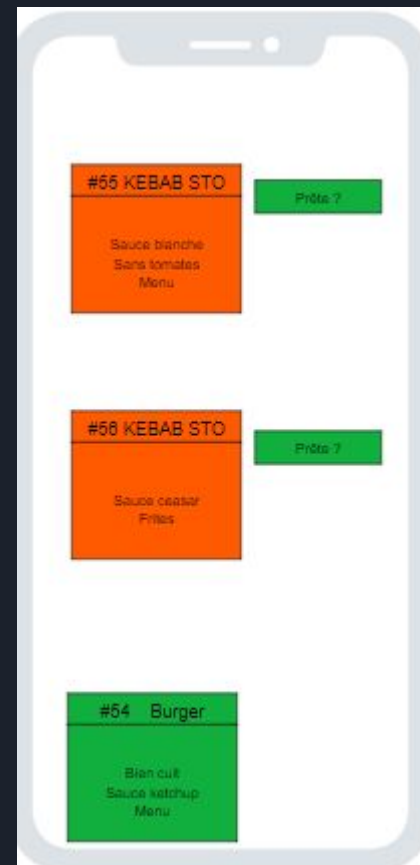 #55 KEBAB STO
Prête ?
Sauce blanche
Sans tomates
Menu
#56 KEBAB STO
Prête ?
Sauce ceasar
Frites
#54 Burger
Bien cuit
Sauce ketchup
Menu